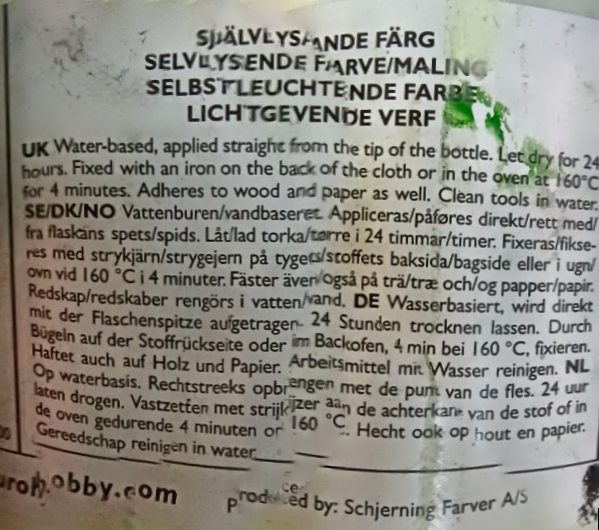 SJÄLVLYSANDE FÄRG
SELVLYSENDE FARVE/MALING
SELBSTLEUCHTENDE FARBE
LICHTGEVENDE VERF
UK Water-based, applied straight from the tip of the bottle. Let dry for 24
hours. Fixed with an iron on the back of the cloth or in the oven at 160°C
for 4 minutes. Adheres to wood and paper as well. Clean tools in water.
SE/DK/NO Vattenburen/vandbaseret. Appliceras/påføres direkt/rett med/
fra flaskans spets/spids. Låt/lad torka/tørre i 24 timmar/timer. Fixeras/fikse-
res med strykjärn/strygejern på tygets/stoffets baksida/bagside eller i ugn/
ovn vid 160 °C i 4 minuter. Fäster även/også på trä/træ och/og papper/papir.
Redskap/redskaber rengörs i vatten/vand. DE Wasserbasiert, wird direkt
mit der Flaschenspitze aufgetragen. 24 Stunden trocknen lassen. Durch
Bügeln auf der Stoffrückseite oder im Backofen, 4 min bei 160 °C, fixieren.
Haftet auch auf Holz und Papier. Arbeitsmittel mit Wasser reinigen. NL
Op waterbasis. Rechtstreeks opbrengen met de punt van de fles. 24 uur
laten drogen. Vastzetten met strijkijzer aan de achterkant van de stof of in
de oven gedurende 4 minuten op 160 °C. Hecht ook op hout en papier.
Gereedschap reinigen in water.
hobby.com
produced by: Schjerning Farver A/S